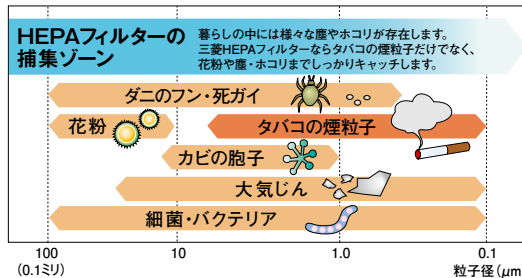 HEPAフィルターの
捕集ゾーン
暮らしの中には様々な塵やホコリが存在します。
三菱HEPAフィルターならタバコの煙粒子だけでなく、
花粉や塵・ホコリまでしっかりキャッチします。
ダニのフン・死ガイ
花粉
タバコの煙粒子
カビの胞子
大気じん
細菌・バクテリア
100 10 1.0 0.1
(0.1ミリ) 粒子径(μm